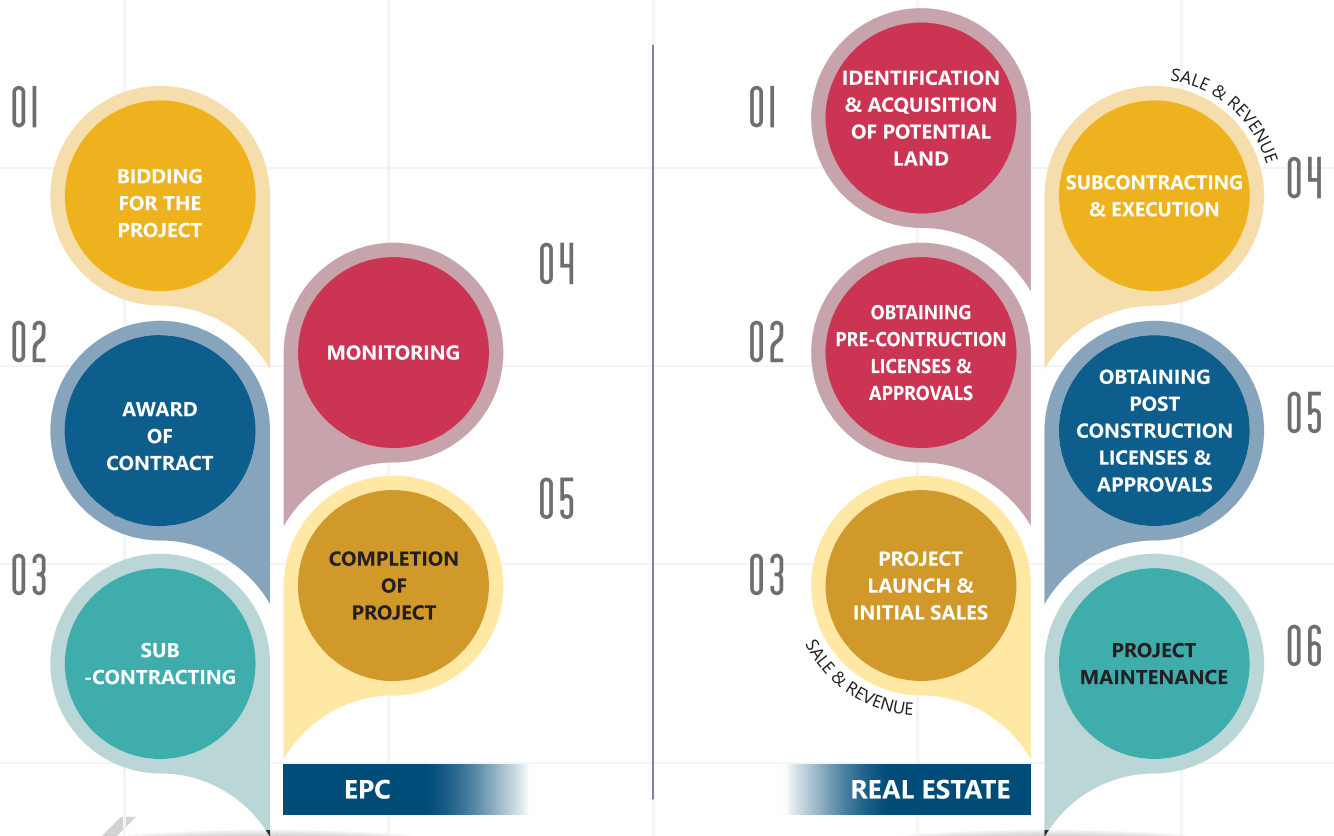 01
BIDDING
FOR THE
PROJECT
02
AWARD
OF
CONTRACT
03
SUB
-CONTRACTING
04
MONITORING
05
COMPLETION
OF
PROJECT
EPC
01
IDENTIFICATION
& ACQUISITION
OF POTENTIAL
LAND
02
OBTAINING
PRE-CONTRUCTION
LICENSES &
APPROVALS
03
PROJECT
LAUNCH &
INITIAL SALES
SALE & REVENUE
04
SUBCONTRACTING
& EXECUTION
SALE & REVENUE
05
OBTAINING
POST
CONSTRUCTION
LICENSES &
APPROVALS
06
PROJECT
MAINTENANCE
REAL ESTATE